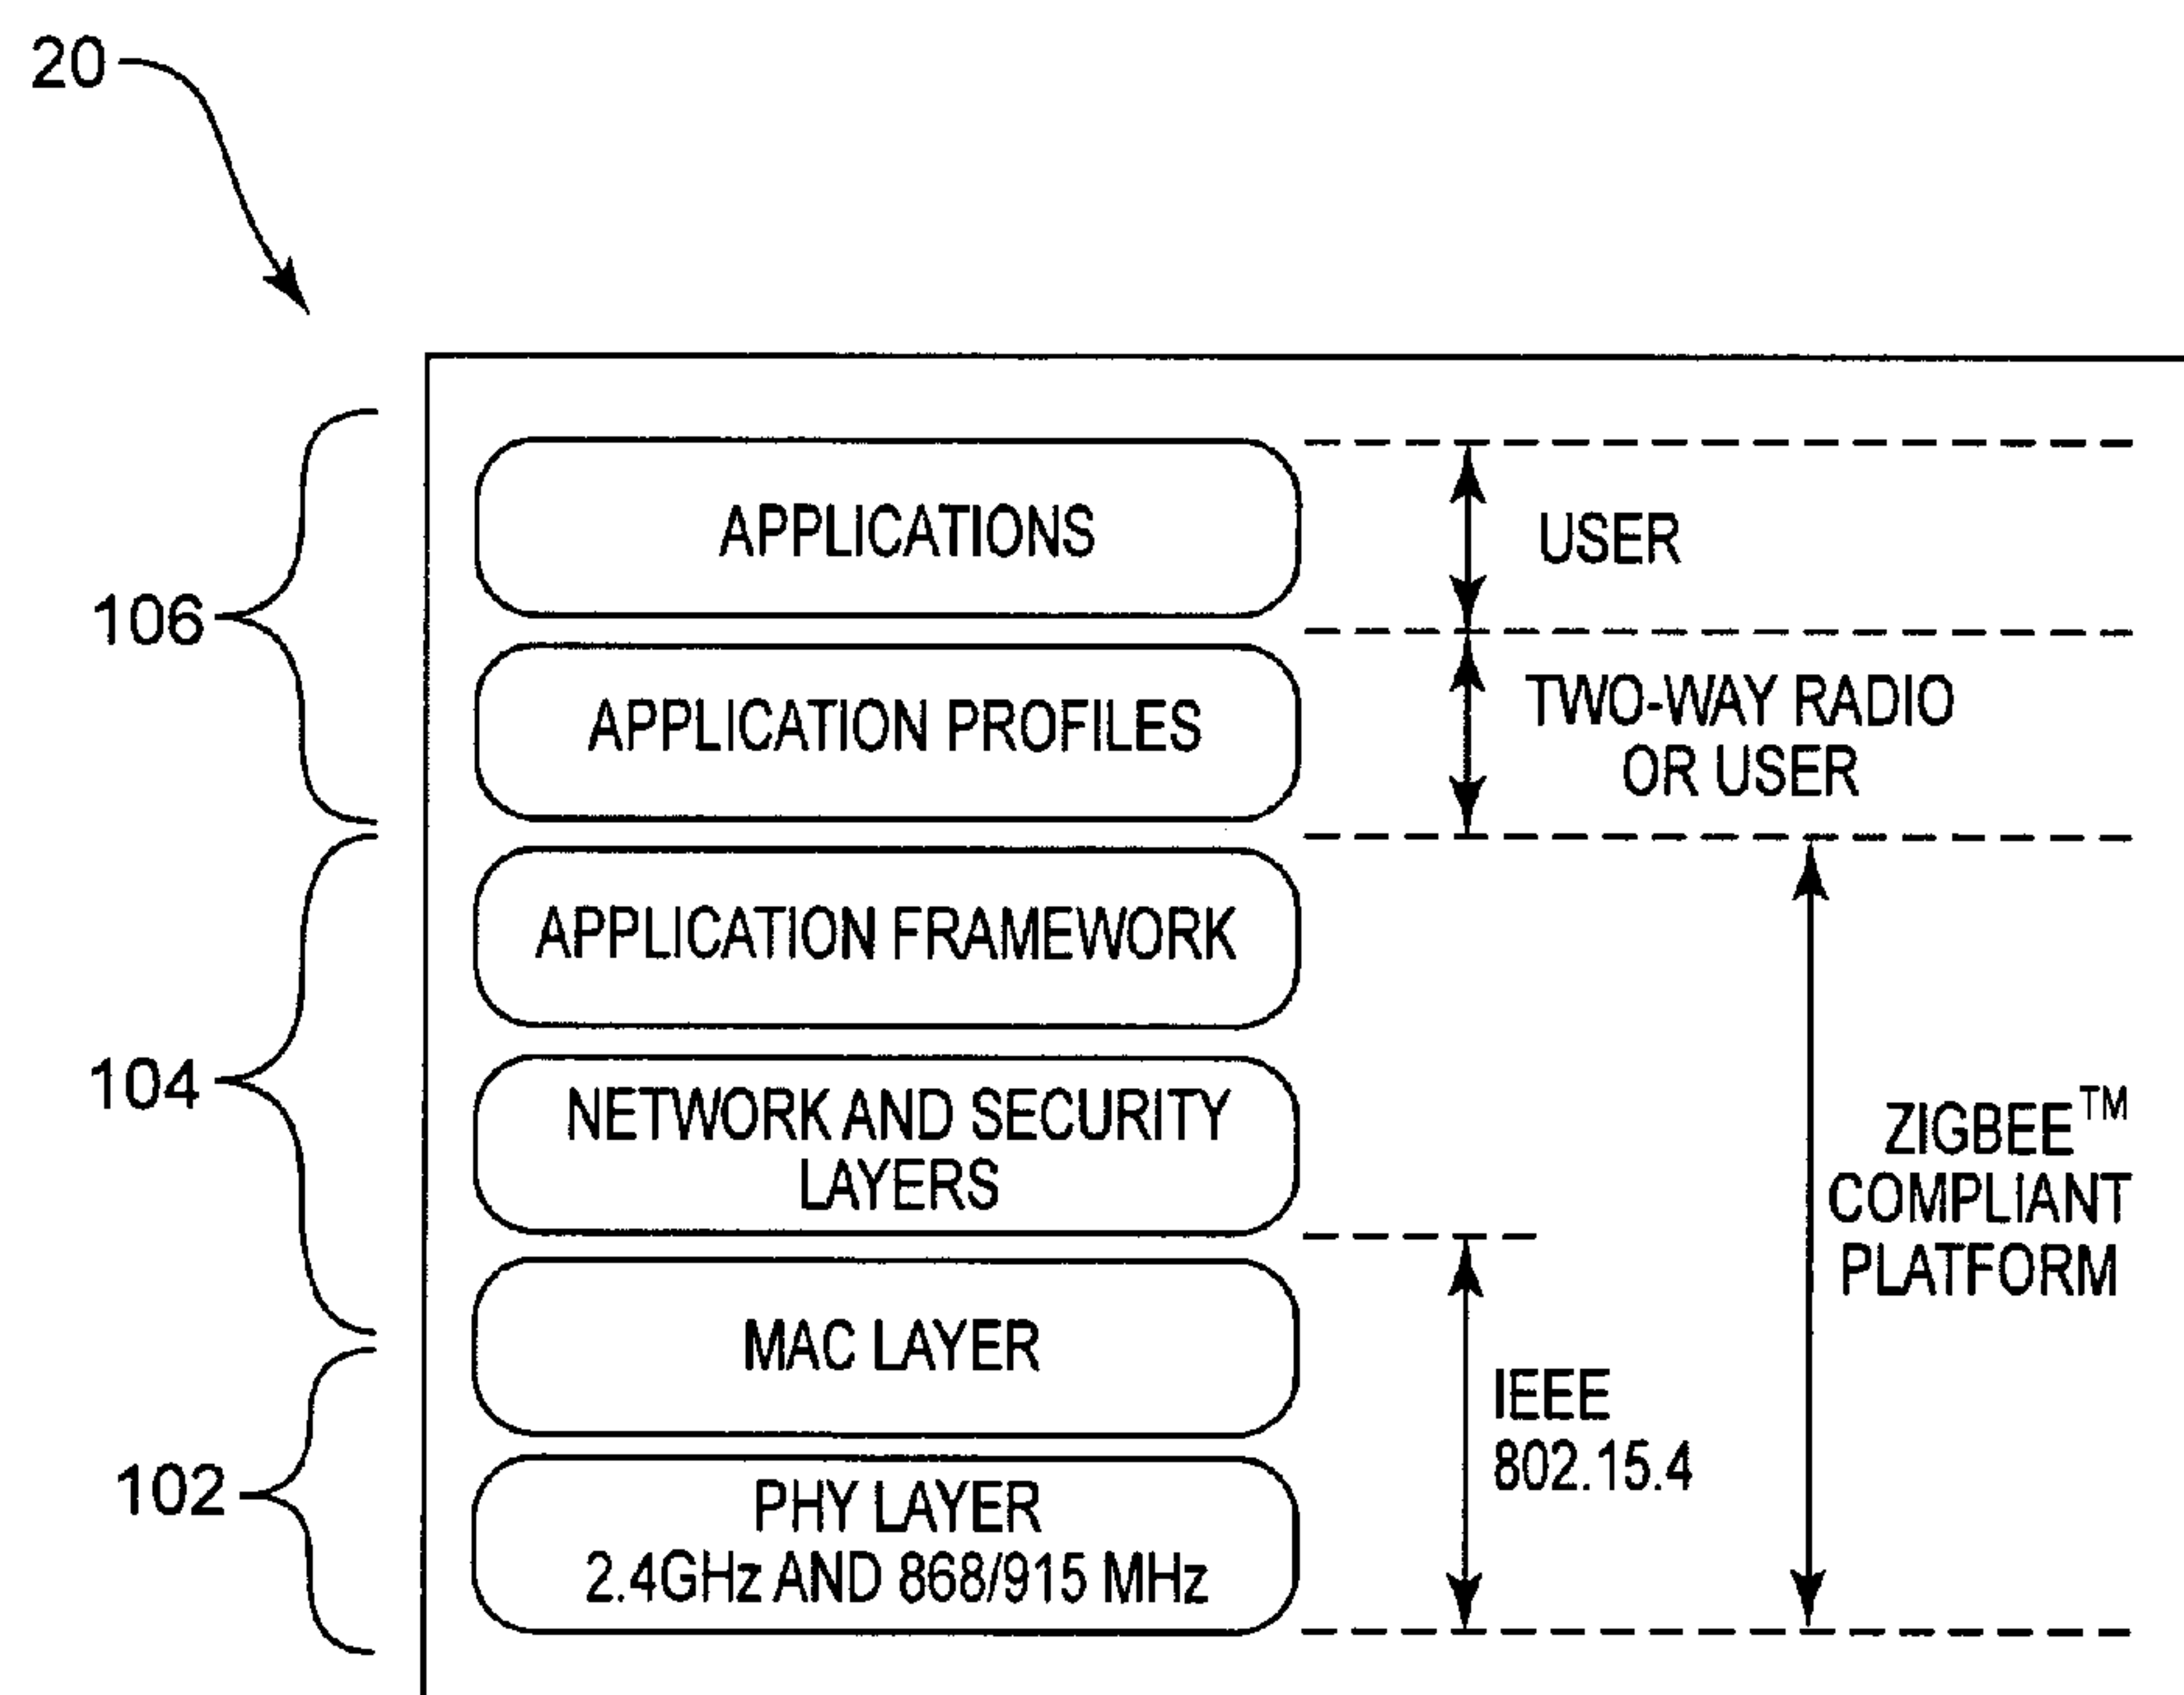 20
APPLICATIONS
USER
106
APPLICATION PROFILES
TWO-WAY RADIO
OR USER
APPLICATION FRAMEWORK
104
NETWORK AND SECURITY
LAYERS
ZIGBEE™
COMPLIANT
PLATFORM
MAC LAYER
IEEE
802.15.4
102
PHY LAYER
2.4GHz AND 868/915 MHz